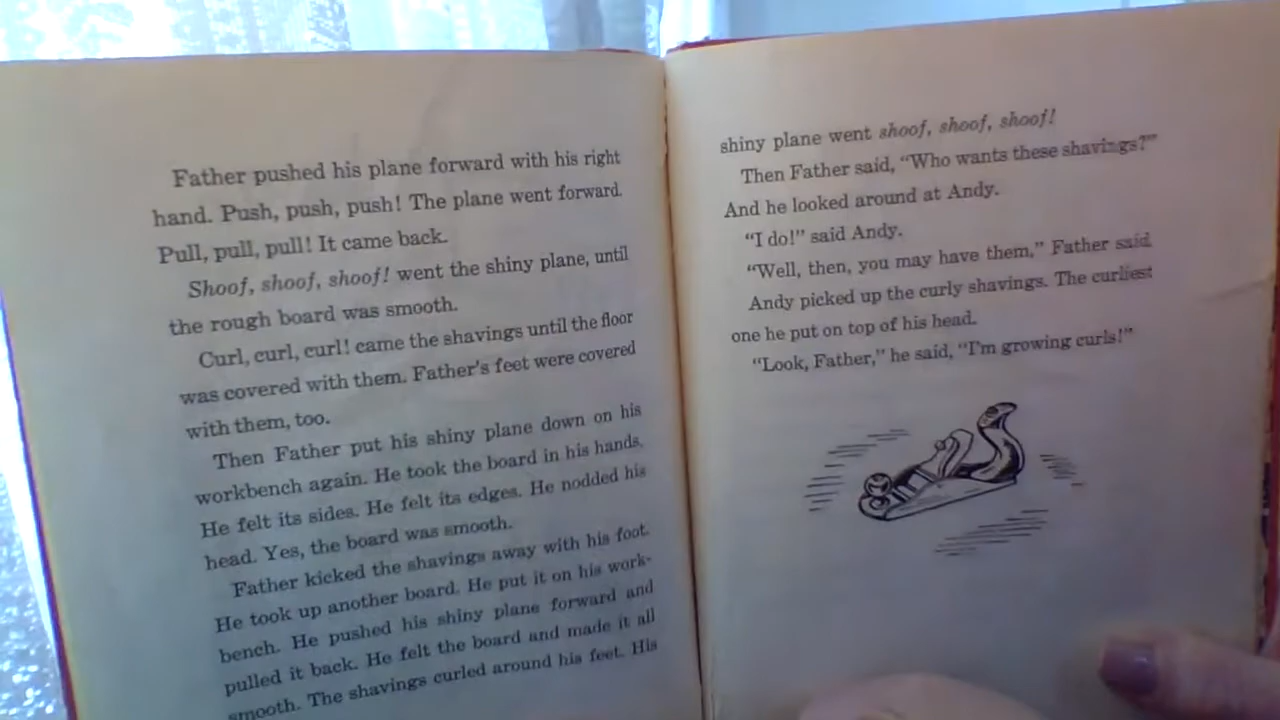 Father pushed his plane forward with his right
hand. Push, push, push! The plane went forward.
Pull, pull, pull! It came back.
Shoof, shoof, shoof! went the shiny plane, until
the rough board was smooth.
Curl, curl, curl! came the shavings until the floor
was covered with them. Father's feet were covered
with them, too.
Then Father put his shiny plane down on his
workbench again. He took the board in his hands.
He felt its sides. He felt its edges. He nodded his
head. Yes, the board was smooth.
Father kicked the shavings away with his foot.
He took up another board. He put it on his work-
bench. He pushed his shiny plane forward and
pulled it back. He felt the board and made it all
smooth. The shavings curled around his feet. His
shiny plane went shoof, shoof, shoof!
Then Father said, “Who wants these shavings?”
And he looked around at Andy.
“I do!” said Andy.
“Well, then, you may have them,” Father said.
Andy picked up the curly shavings. The curliest
one he put on top of his head.
“Look, Father,” he said, “I'm growing curls!”